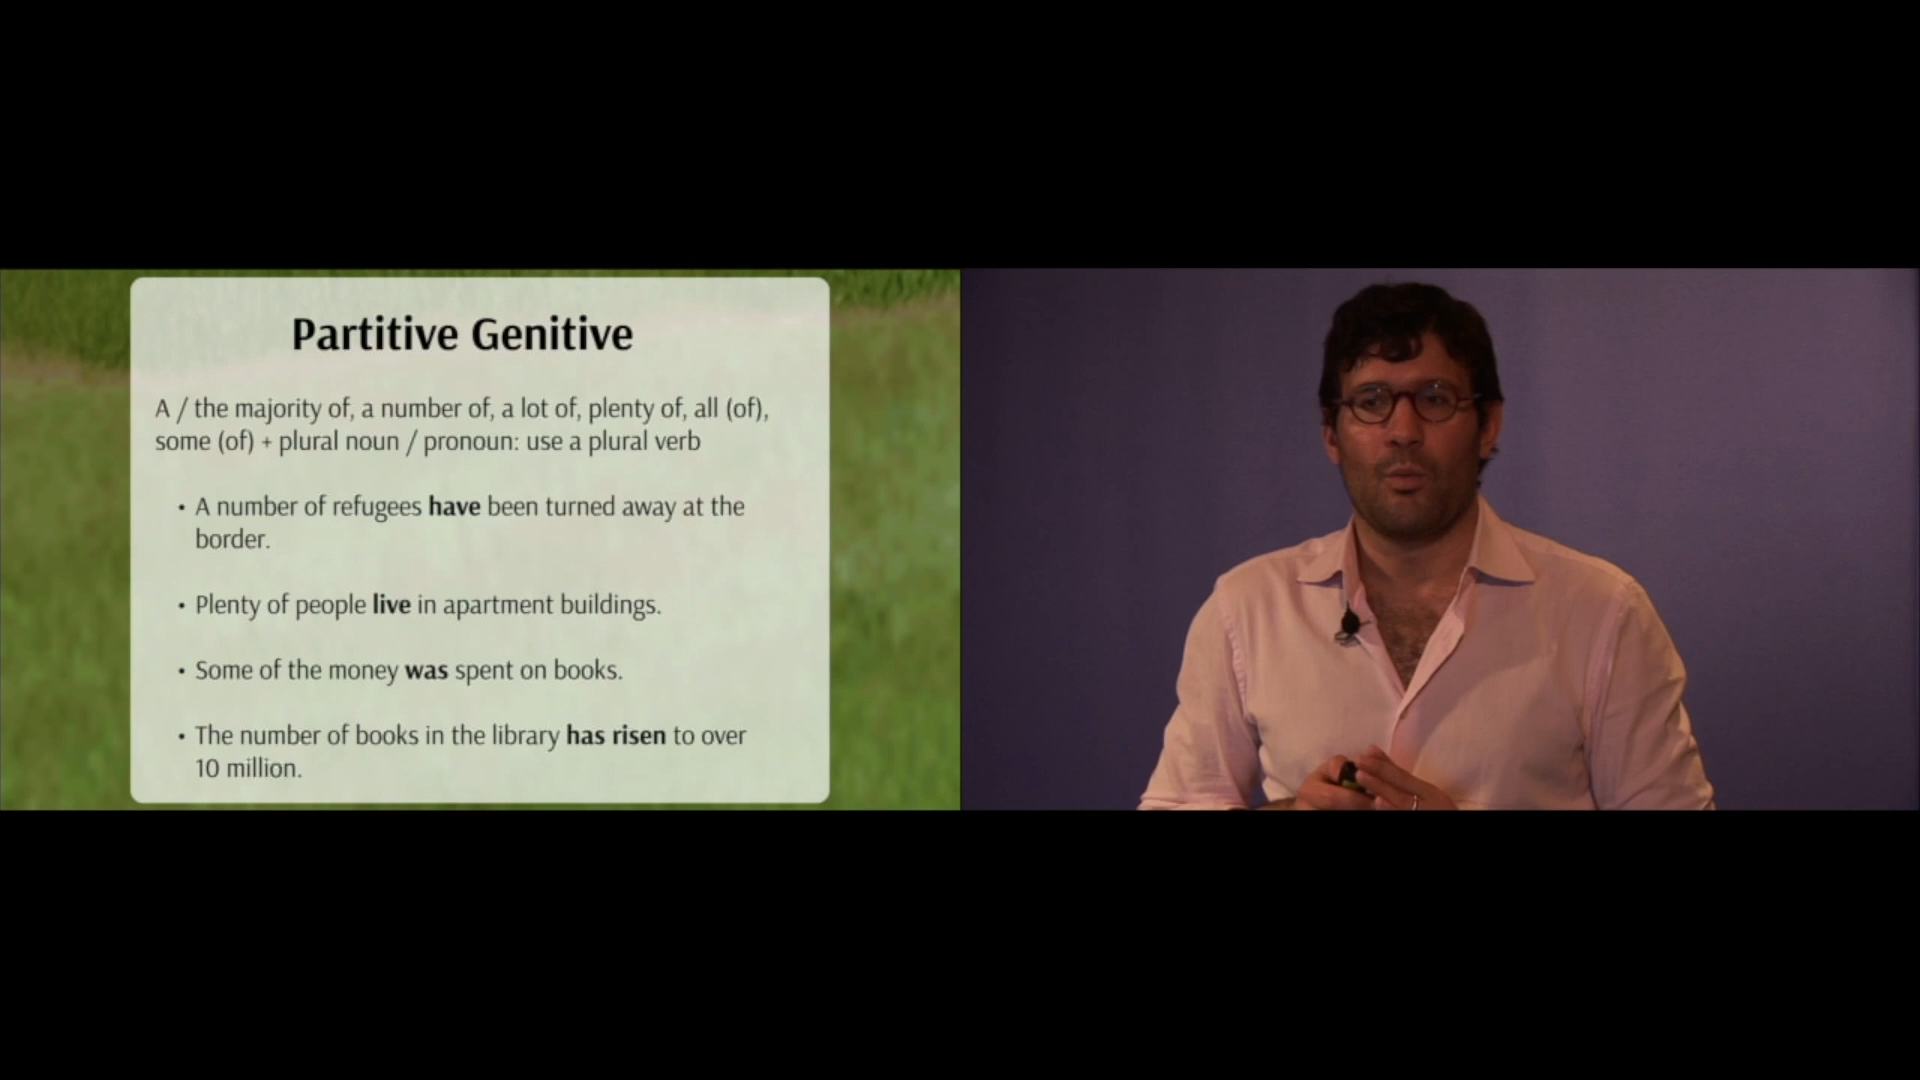 Partitive Genitive
A / the majority of, a number of, a lot of, plenty of, all (of),
some (of) + plural noun / pronoun: use a plural verb
• A number of refugees have been turned away at the
border.
• Plenty of people live in apartment buildings.
• Some of the money was spent on books.
• The number of books in the library has risen to over
10 million.